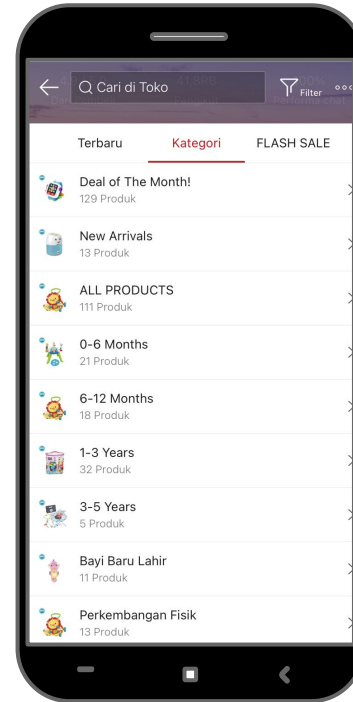 Cari di Toko
Filter
Terbaru
Kategori
FLASH SALE
Deal of The Month!
129 Produk
New Arrivals
13 Produk
ALL PRODUCTS
111 Produk
0-6 Months
21 Produk
6-12 Months
18 Produk
1-3 Years
32 Produk
3-5 Years
5 Produk
Bayi Baru Lahir
11 Produk
Perkembangan Fisik
13 Produk